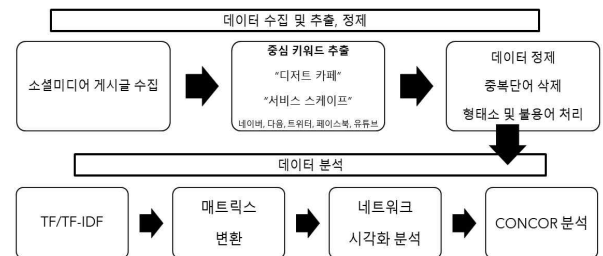 데이터 수집 및 추출, 정제
소셜미디어 게시글 수집
중심 키워드 추출
“디저트 카페”
“서비스 스케이프”
네이버, 다음, 트위터, 페이스북, 유튜브
데이터 정제
중복단어 삭제
형태소 및 불용어 처리
데이터 분석
TF/TF-IDF
매트릭스
변환
네트워크
시각화 분석
CONCOR 분석